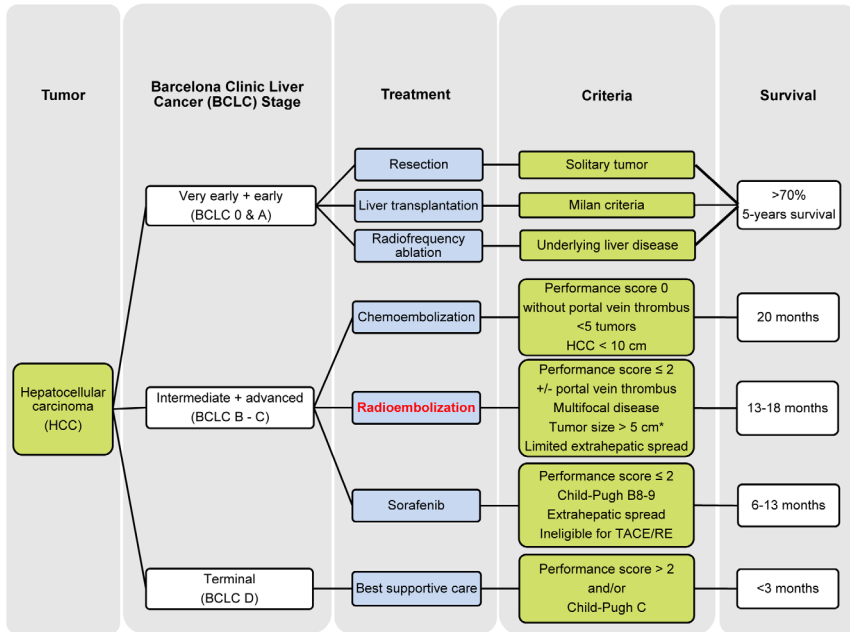 Tumor
Barcelona Clinic Liver
Cancer (BCLC) Stage
Treatment
Criteria
Survival
Hepatocellular
carcinoma
(HCC)
Very early + early
(BCLC 0 & A)
Resection
Solitary tumor
Liver transplantation
Milan criteria
Radiofrequency
ablation
Underlying liver disease
>70%
5-years survival
Intermediate + advanced
(BCLC B - C)
Chemoembolization
Performance score 0
without portal vein thrombus
<5 tumors
HCC < 10 cm
20 months
Radioembolization
Performance score ≤ 2
+/- portal vein thrombus
Multifocal disease
Tumor size > 5 cm*
Limited extrahepatic spread
13-18 months
Sorafenib
Performance score ≤ 2
Child-Pugh B8-9
Extrahepatic spread
Ineligible for TACE/RE
6-13 months
Terminal
(BCLC D)
Best supportive care
Performance score > 2
and/or
Child-Pugh C
<3 months